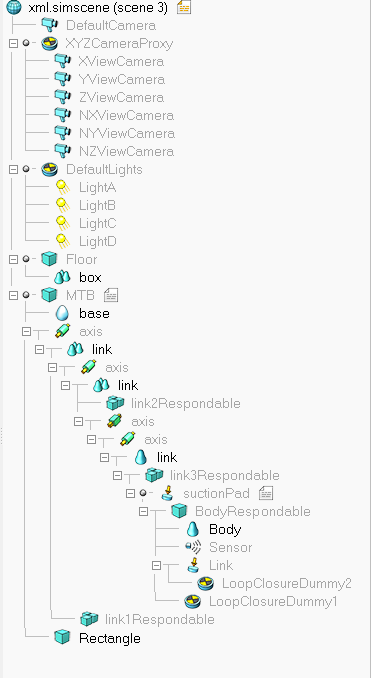 xml.simscene (scene 3)
DefaultCamera
XYZCameraProxy
XViewCamera
YViewCamera
ZViewCamera
NXViewCamera
NYViewCamera
NZViewCamera
DefaultLights
LightA
LightB
LightC
LightD
Floor
box
MTB
base
axis
link
axis
link
link2Respondable
axis
axis
link
link3Respondable
suctionPad
BodyRespondable
Body
Sensor
Link
LoopClosureDummy2
LoopClosureDummy1
link1Respondable
Rectangle